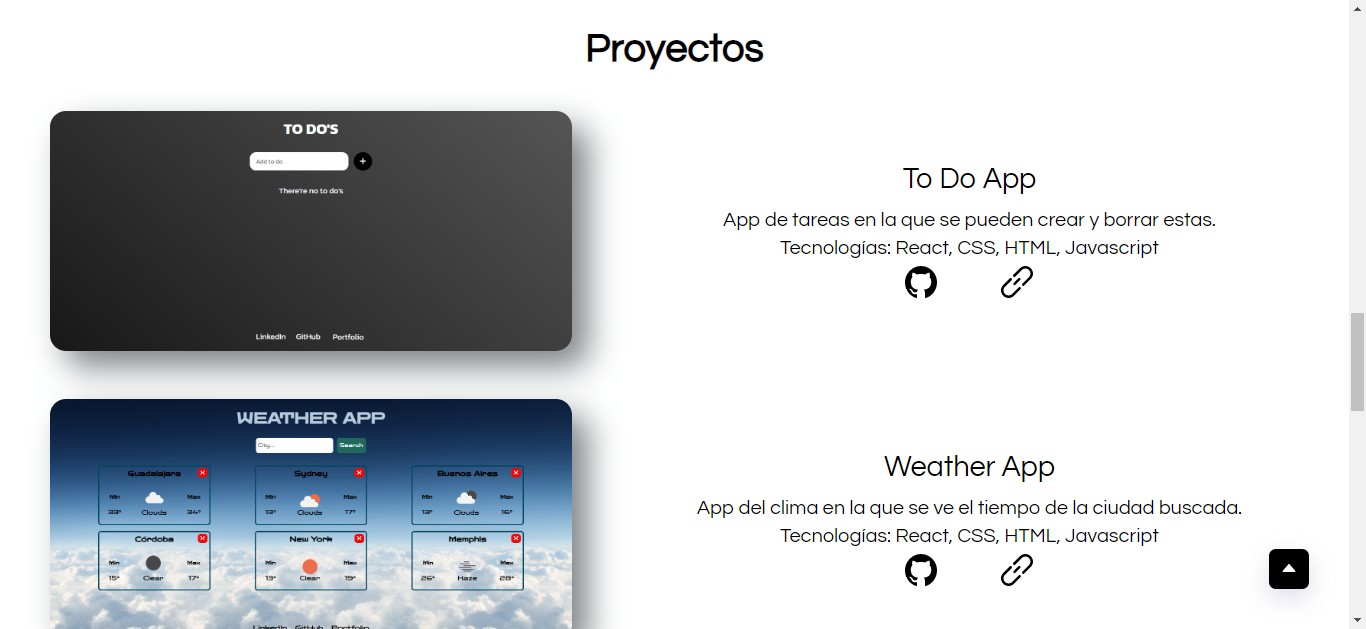 Proyectos
TO DO'S
Add to do
+
There're no to do's
LinkedIn GitHub Portfolio
To Do App
App de tareas en la que se pueden crear y borrar estas.
Tecnologías: React, CSS, HTML, Javascript
WEATHER APP
City... Search
Guadalajara
Min Max
33° Clouds 34°
Sydney
Min Max
13° Clouds 17°
Buenos Aires
Min Max
13° Clouds 16°
Córdoba
Min Max
15° Clear 17°
New York
Min Max
13° Clear 19°
Memphis
Min Max
26° Haze 28°
LinkedIn GitHub Portfolio
Weather App
App del clima en la que se ve el tiempo de la ciudad buscada.
Tecnologías: React, CSS, HTML, Javascript